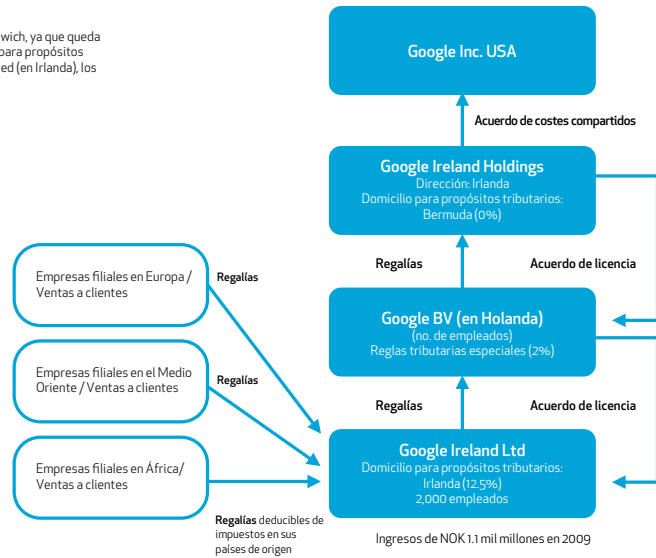 wich, ya que queda
para propósitos
ed (en Irlanda), los
Google Inc. USA
Acuerdo de costes compartidos
Google Ireland Holdings
Dirección: Irlanda
Domicilio para propósitos tributarios:
Bermuda (0%)
Regalías
Acuerdo de licencia
Empresas filiales en Europa /
Ventas a clientes
Regalías
Google BV (en Holanda)
(no. de empleados)
Reglas tributarias especiales (2%)
Empresas filiales en el Medio
Oriente / Ventas a clientes
Regalías
Regalías
Acuerdo de licencia
Empresas filiales en África/
Ventas a clientes
Google Ireland Ltd
Domicilio para propósitos tributarios:
Irlanda (12.5%)
2,000 empleados
Regalías deducibles de
impuestos en sus
países de origen
Ingresos de NOK 1.1 mil millones en 2009